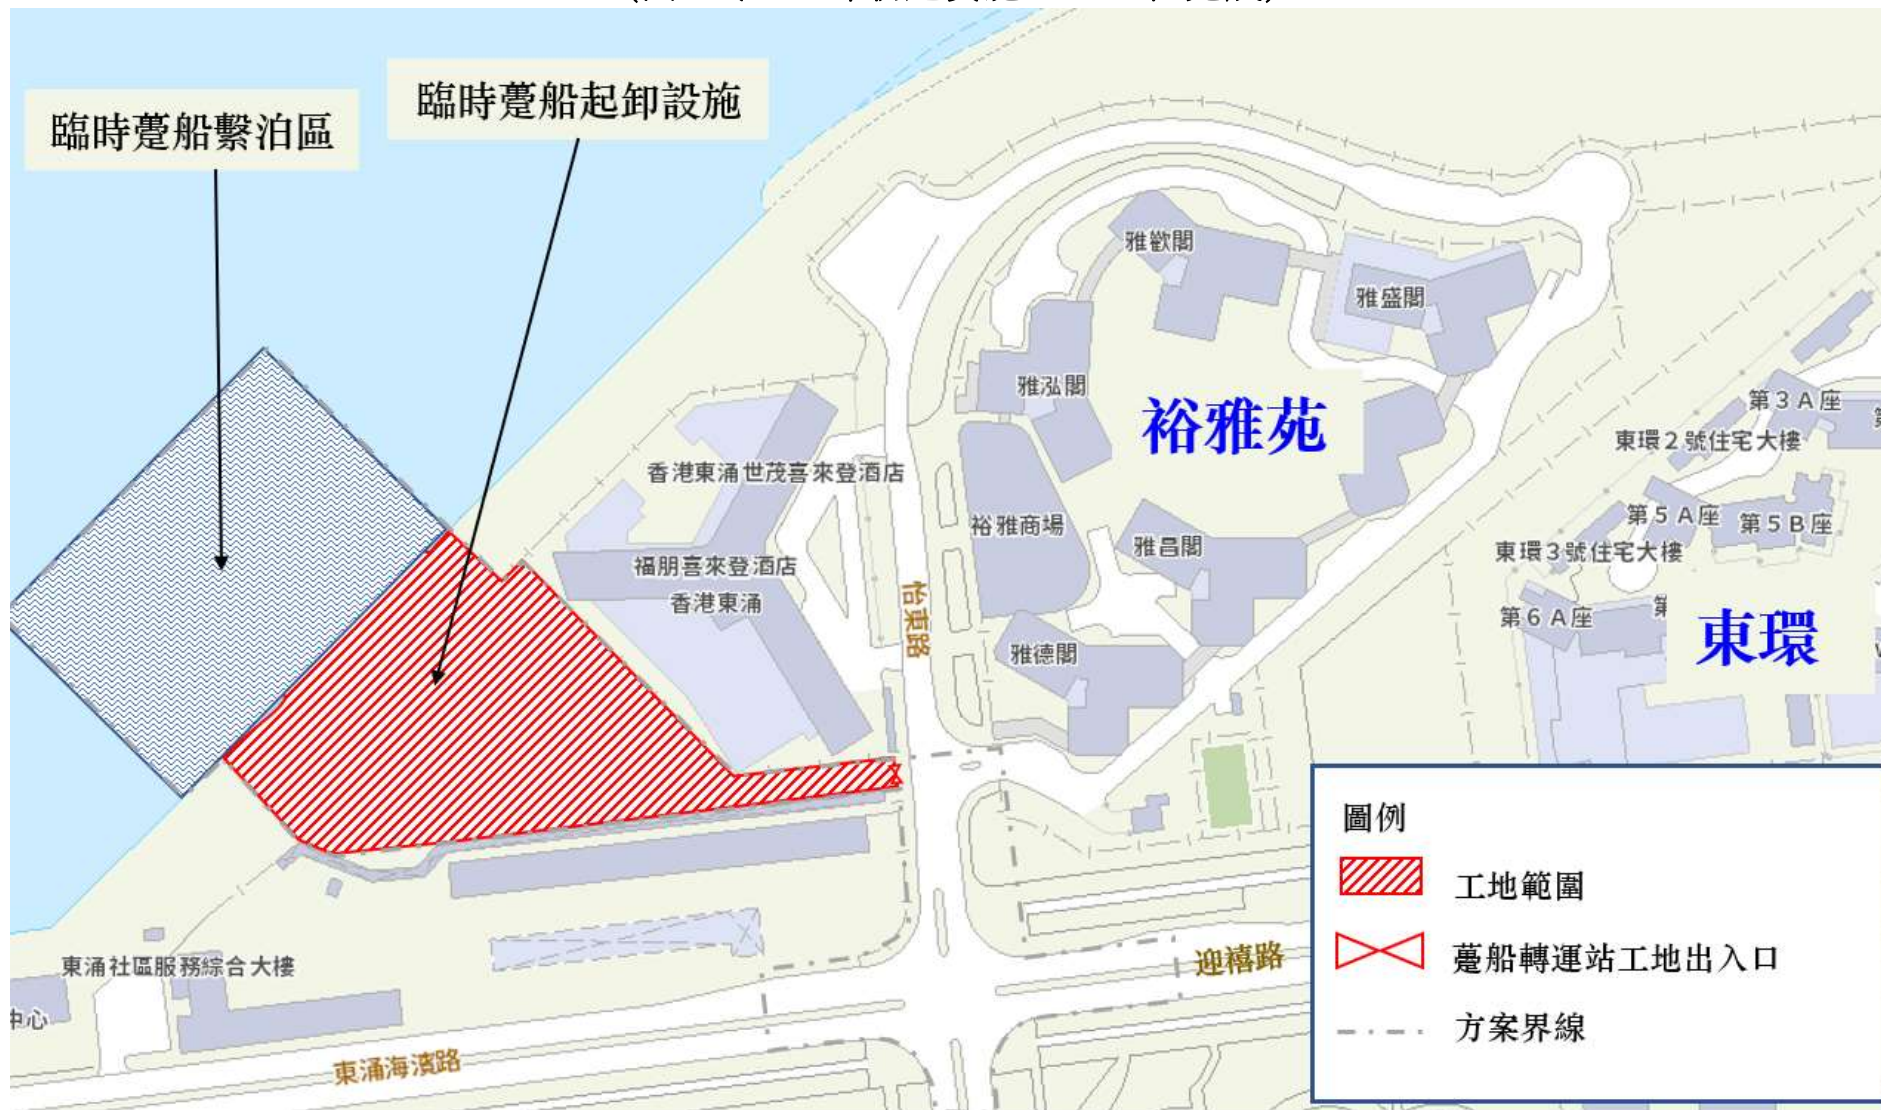 臨時躉船繫泊區
臨時躉船起卸設施
雅歡閣
雅盛閣
雅泓閣
裕雅苑
第3A座
東環2號住宅大樓
香港東涌世茂喜來登酒店
裕雅商場
雅昌閣
第5A座
第5B座
東環3號住宅大樓
福朋喜來登酒店
香港東涌
怡東路
雅德閣
第6A座
東環
圖例
工地範圍
躉船轉運站工地出入口
方案界線
東涌社區服務綜合大樓
中心
迎禧路
東涌海濱路